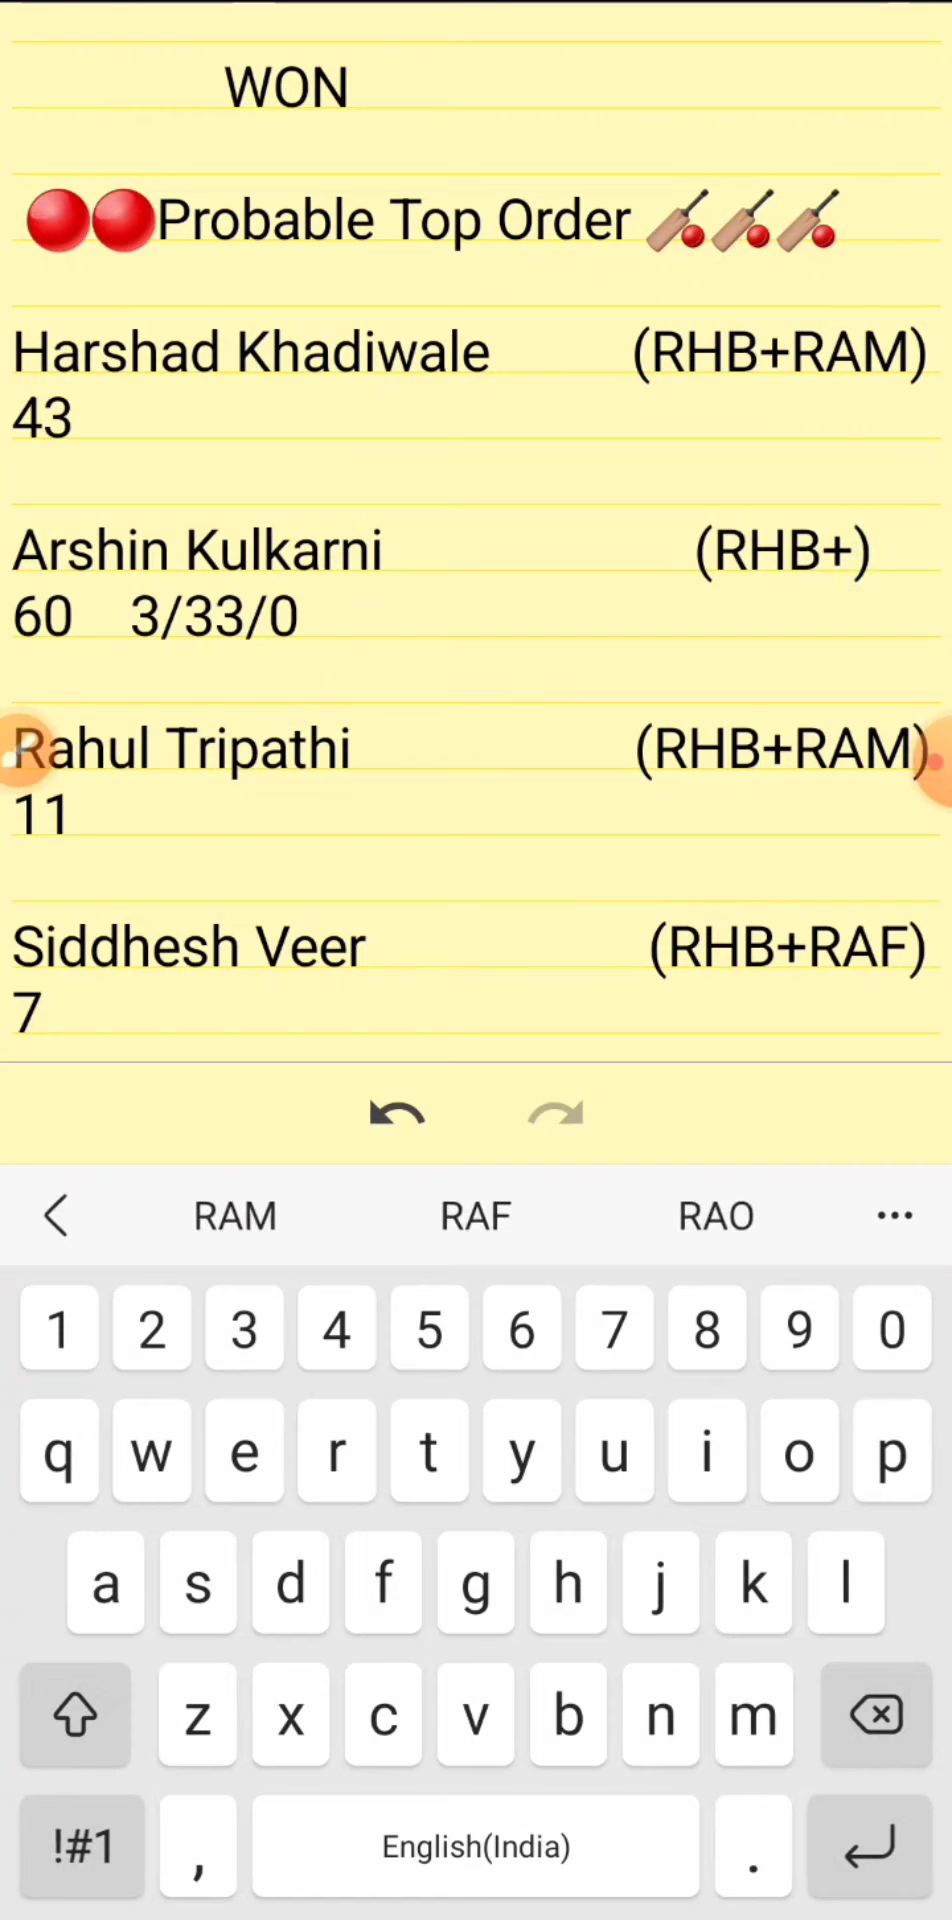 WON
🔴🔴Probable Top Order 🏏🏏🏏
Harshad Khadiwale (RHB+RAM)
43
Arshin Kulkarni (RHB+)
60 3/33/0
Rahul Tripathi (RHB+RAM)
11
Siddhesh Veer (RHB+RAF)
7
RAM RAF RAO ...
1 2 3 4 5 6 7 8 9 0
q w e r t y u i o p
a s d f g h j k l
z x c v b n m
!#1 , English(India) .